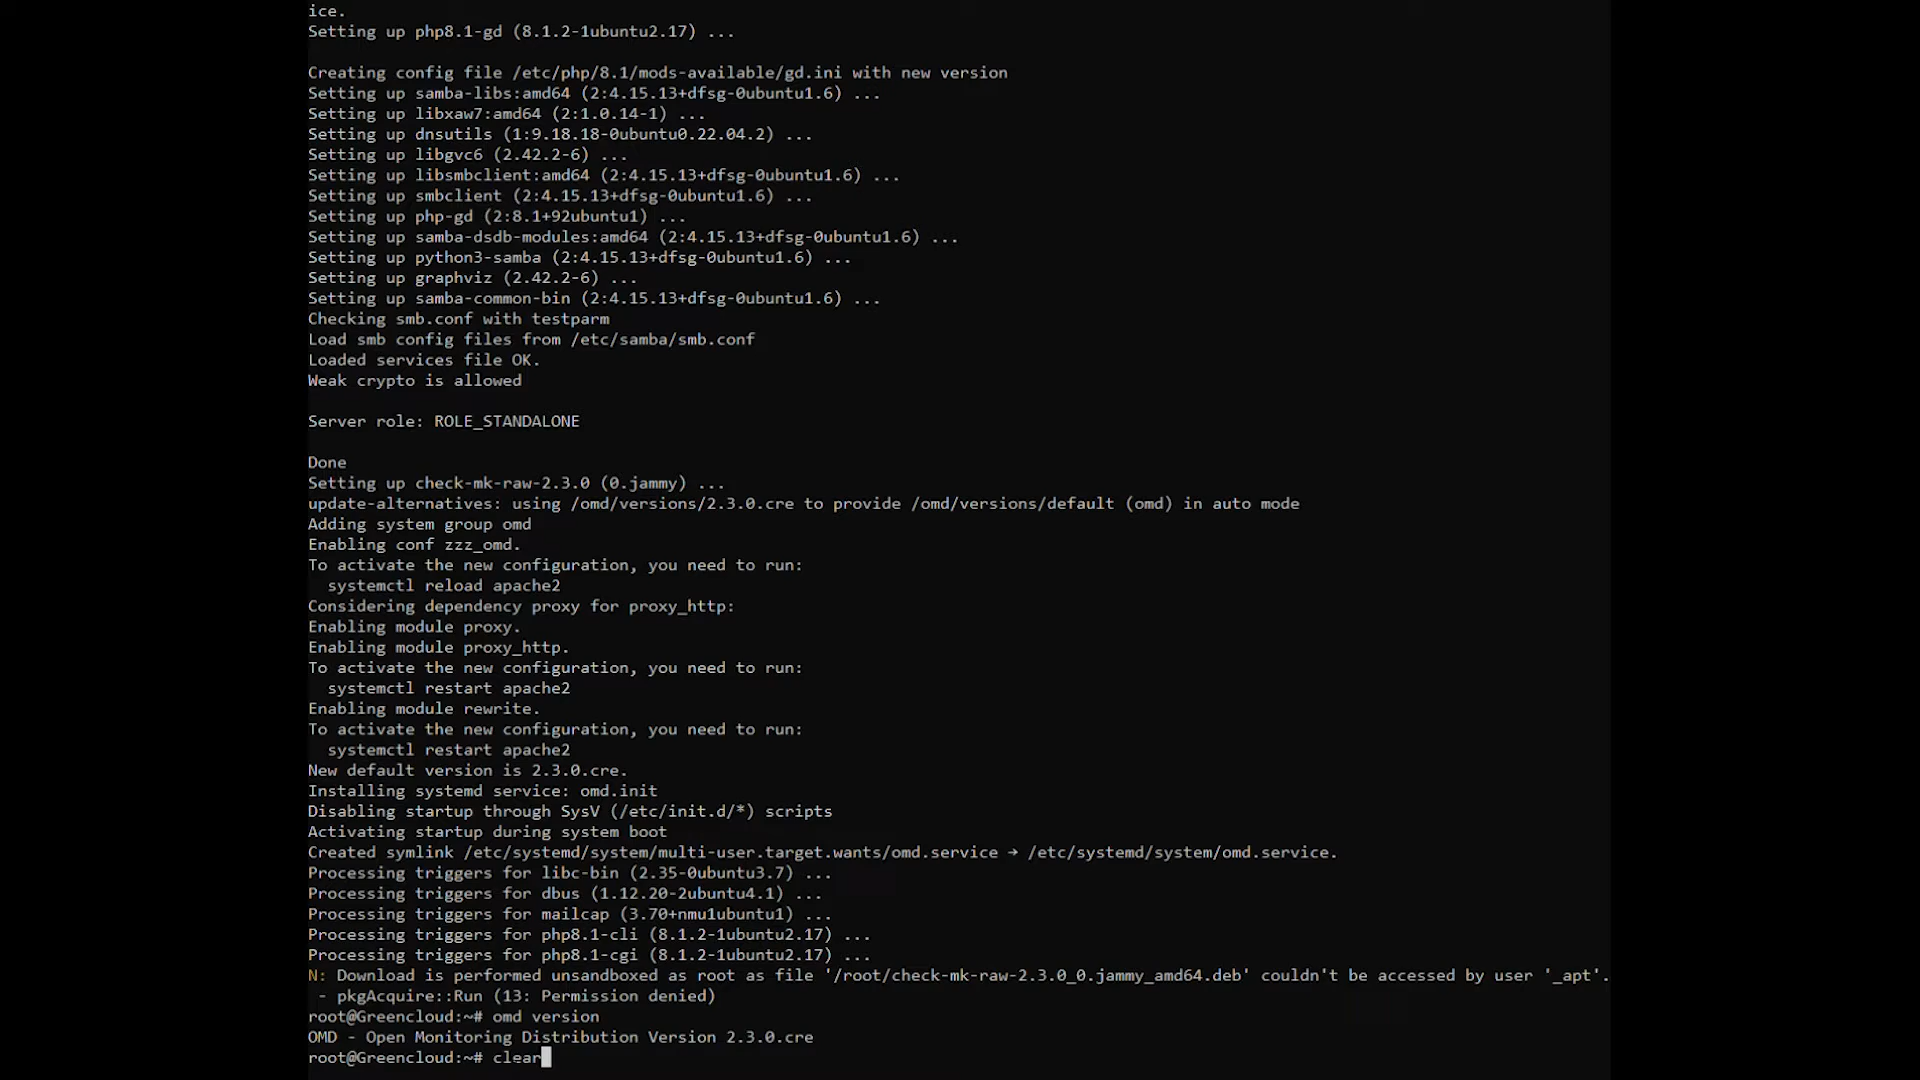 ice.
Setting up php8.1-gd (8.1.2-1ubuntu2.17) ...
Creating config file /etc/php/8.1/mods-available/gd.ini with new version
Setting up samba-libs:amd64 (2:4.15.13+dfsg-0ubuntu1.6) ...
Setting up libxaw7:amd64 (2:1.0.14-1) ...
Setting up dnsutils (1:9.18.18-0ubuntu0.22.04.2) ...
Setting up libgvc6 (2.42.2-6) ...
Setting up libsmbclient:amd64 (2:4.15.13+dfsg-0ubuntu1.6) ...
Setting up smbclient (2:4.15.13+dfsg-0ubuntu1.6) ...
Setting up php-gd (2:8.1+92ubuntu1) ...
Setting up samba-dsdb-modules:amd64 (2:4.15.13+dfsg-0ubuntu1.6) ...
Setting up python3-samba (2:4.15.13+dfsg-0ubuntu1.6) ...
Setting up graphviz (2.42.2-6) ...
Setting up samba-common-bin (2:4.15.13+dfsg-0ubuntu1.6) ...
Checking smb.conf with testparm
Load smb config files from /etc/samba/smb.conf
Loaded services file OK.
Weak crypto is allowed
Server role: ROLE_STANDALONE
Done
Setting up check-mk-raw-2.3.0 (0.jammy) ...
update-alternatives: using /omd/versions/2.3.0.cre to provide /omd/versions/default (omd) in auto mode
Adding system group omd
Enabling conf zzz_omd.
To activate the new configuration, you need to run:
  systemctl reload apache2
Considering dependency proxy for proxy_http:
Enabling module proxy.
Enabling module proxy_http.
To activate the new configuration, you need to run:
  systemctl restart apache2
Enabling module rewrite.
To activate the new configuration, you need to run:
  systemctl restart apache2
New default version is 2.3.0.cre.
Installing systemd service: omd.init
Disabling startup through SysV (/etc/init.d/*) scripts
Activating startup during system boot
Created symlink /etc/systemd/system/multi-user.target.wants/omd.service → /etc/systemd/system/omd.service.
Processing triggers for libc-bin (2.35-0ubuntu3.7) ...
Processing triggers for dbus (1.12.20-2ubuntu4.1) ...
Processing triggers for mailcap (3.70+nmu1ubuntu1) ...
Processing triggers for php8.1-cli (8.1.2-1ubuntu2.17) ...
Processing triggers for php8.1-cgi (8.1.2-1ubuntu2.17) ...
N: Download is performed unsandboxed as root as file '/root/check-mk-raw-2.3.0_0.jammy_amd64.deb' couldn't be accessed by user '_apt'.
 - pkgAcquire::Run (13: Permission denied)
root@Greencloud:~# omd version
OMD - Open Monitoring Distribution Version 2.3.0.cre
root@Greencloud:~# clear